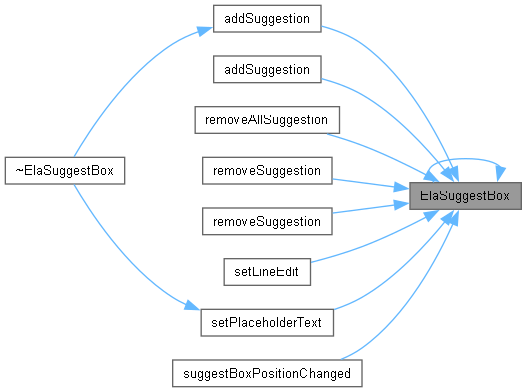 addSuggestion
addSuggestion
removeAllSuggestion
~ElaSuggestBox
removeSuggestion
ElaSuggestBox
removeSuggestion
setLineEdit
setPlaceholderText
suggestBoxPositionChanged